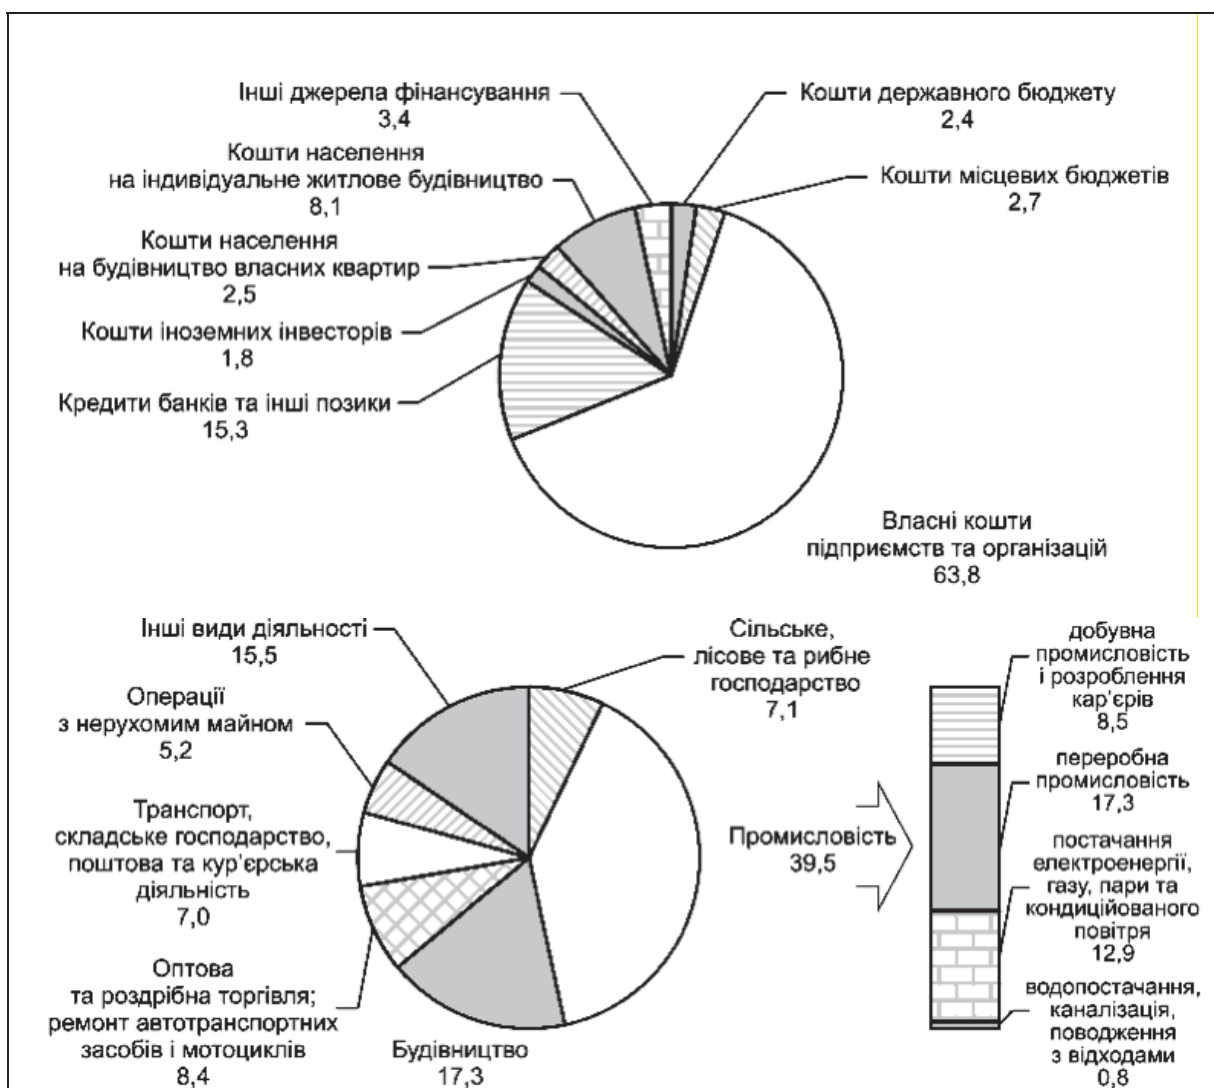 Інші джерела фінансування
3,4
Кошти державного бюджету
2,4
Кошти населення
на індивідуальне житлове будівництво
8,1
Кошти місцевих бюджетів
2,7
Кошти населення
на будівництво власних квартир
2,5
Кошти іноземних інвесторів
1,8
Кредити банків та інші позики
15,3
Власні кошти
підприємств та організацій
63,8
Інші види діяльності
15,5
Сільське,
лісове та рибне
господарство
7,1
Операції
з нерухомим майном
5,2
Транспорт,
складське господарство,
поштова та кур'єрська
діяльність
7,0
Оптова
та роздрібна торгівля;
ремонт автотранспортних
засобів і мотоциклів
8,4
Будівництво
17,3
Промисловість
39,5
добувна
промисловість
і розроблення
кар'єрів
8,5
переробна
промисловість
17,3
постачання
електроенергії,
газу, пари та
кондиційованого
повітря
12,9
водопостачання,
каналізація,
поводження
з відходами
0,8